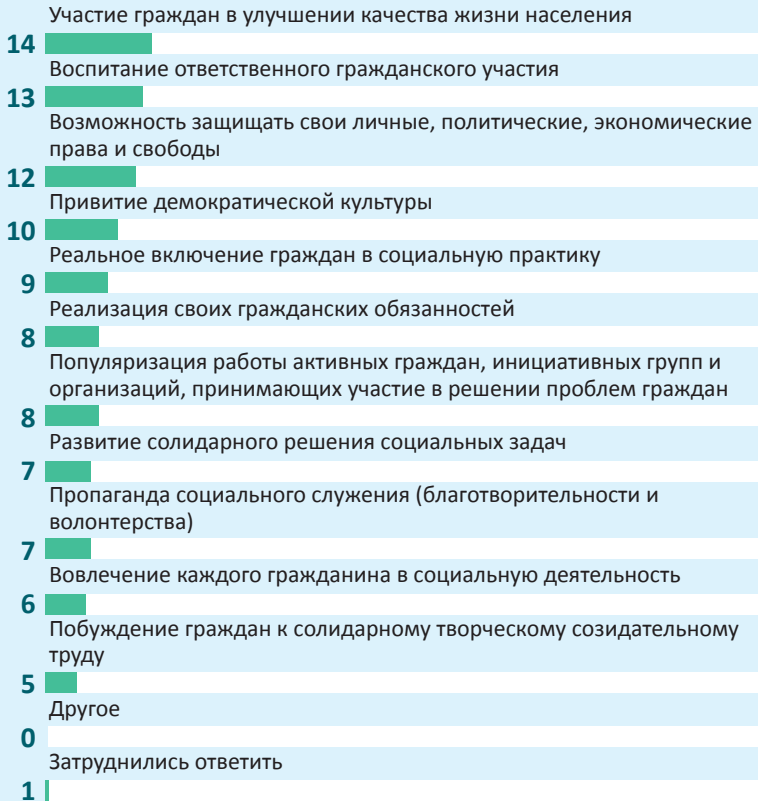 Участие граждан в улучшении качества жизни населения
14
Воспитание ответственного гражданского участия
13
Возможность защищать свои личные, политические, экономические
права и свободы
12
Привитие демократической культуры
10
Реальное включение граждан в социальную практику
9
Реализация своих гражданских обязанностей
8
Популяризация работы активных граждан, инициативных групп и
организаций, принимающих участие в решении проблем граждан
8
Развитие солидарного решения социальных задач
7
Пропаганда социального служения (благотворительности и
волонтерства)
7
Вовлечение каждого гражданина в социальную деятельность
6
Побуждение граждан к солидарному творческому созидательному
труду
5
Другое
0
Затруднились ответить
1